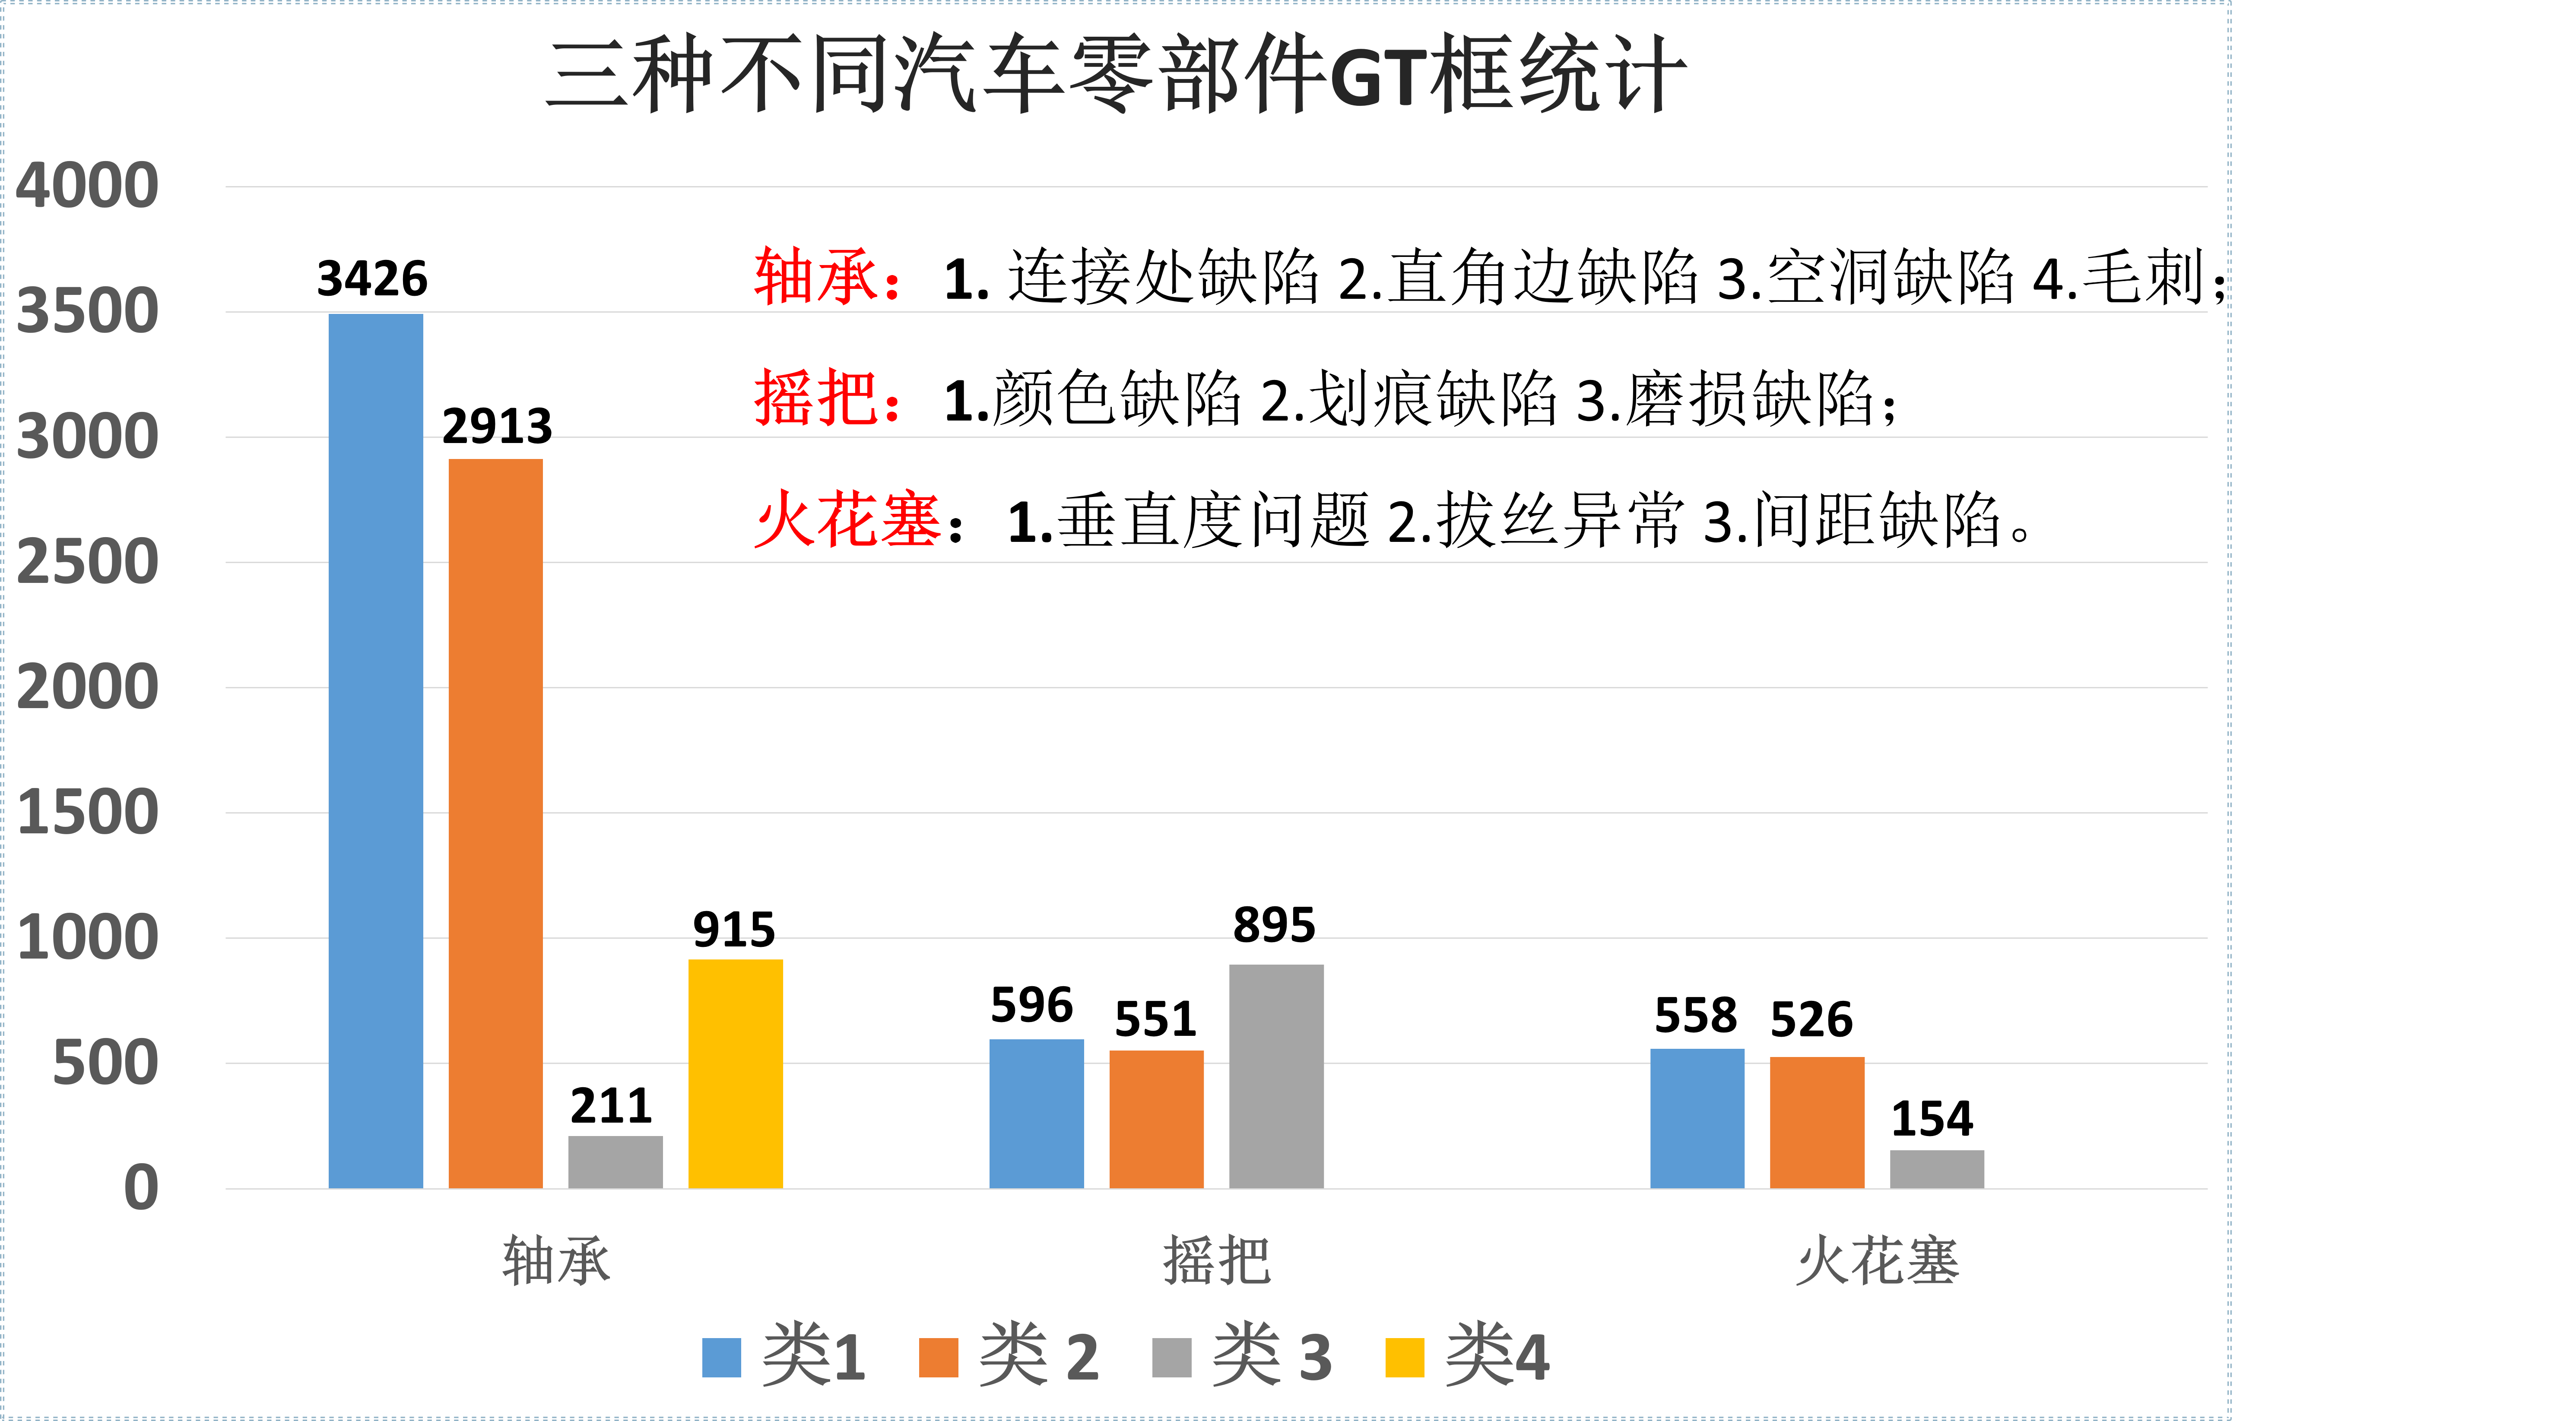 三种不同汽车零部件GT框统计
4000
3500
3000
2500
2000
1500
1000
500
0
轴承：1. 连接处缺陷 2.直角边缺陷 3.空洞缺陷 4.毛刺；
摇把：1.颜色缺陷 2.划痕缺陷 3.磨损缺陷；
火花塞：1.垂直度问题 2.拔丝异常 3.间距缺陷。
3426
2913
211
915
596
551
895
558
526
154
轴承
摇把
火花塞
类1 类 2 类 3 类4